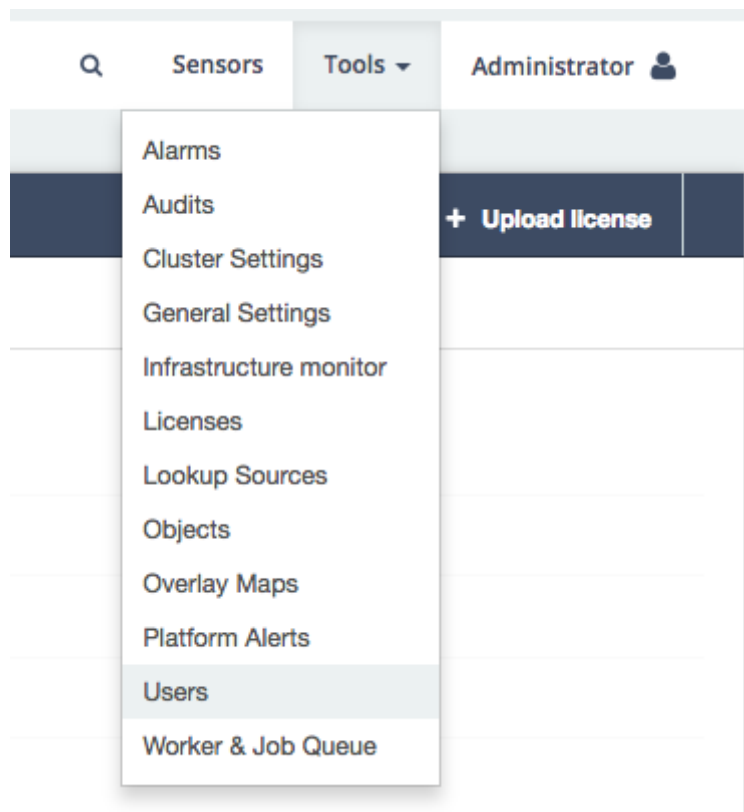 Sensors Tools Administrator
Alarms
Audits
+ Upload license
Cluster Settings
General Settings
Infrastructure monitor
Licenses
Lookup Sources
Objects
Overlay Maps
Platform Alerts
Users
Worker & Job Queue